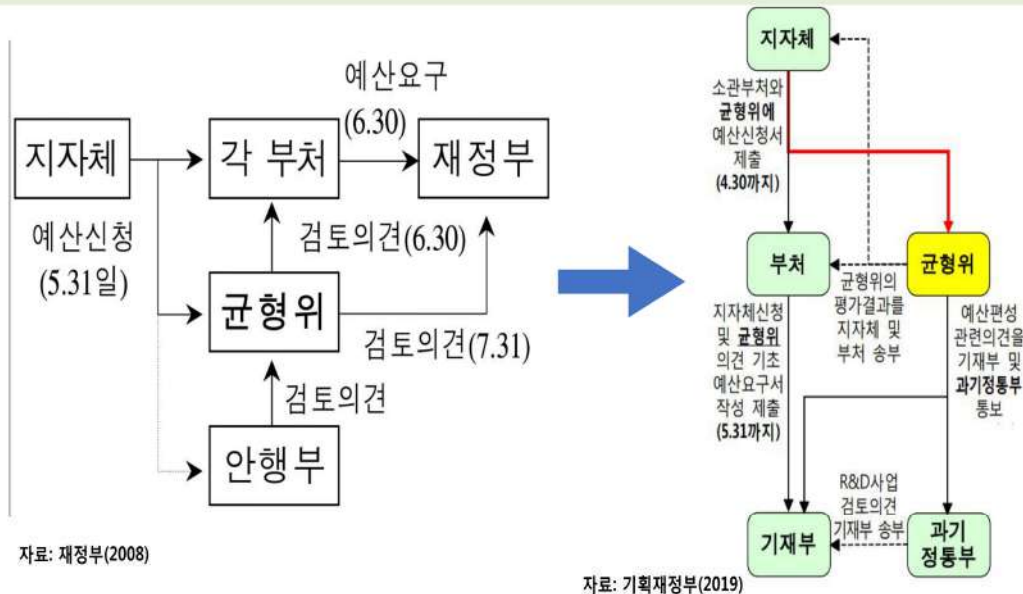 예산요구
(6.30)
지자체
각 부처
재정부
예산신청
(5.31일)
검토의견(6.30)
균형위
검토의견(7.31)
검토의견
안행부
자료: 재정부(2008)
지자체
소관부처와
균형위에
예산신청서
제출
(4.30까지)
부처
균형위
균형위의
평가결과를
지자체 및
부처 송부
지자체신청
및 균형위
의견 기초
예산요구서
작성 제출
(5.31까지)
예산편성
관련의견을
기재부 및
과기정통부
통보
R&D사업
검토의견
기재부 송부
기재부
과기
정통부
자료: 기획재정부(2019)